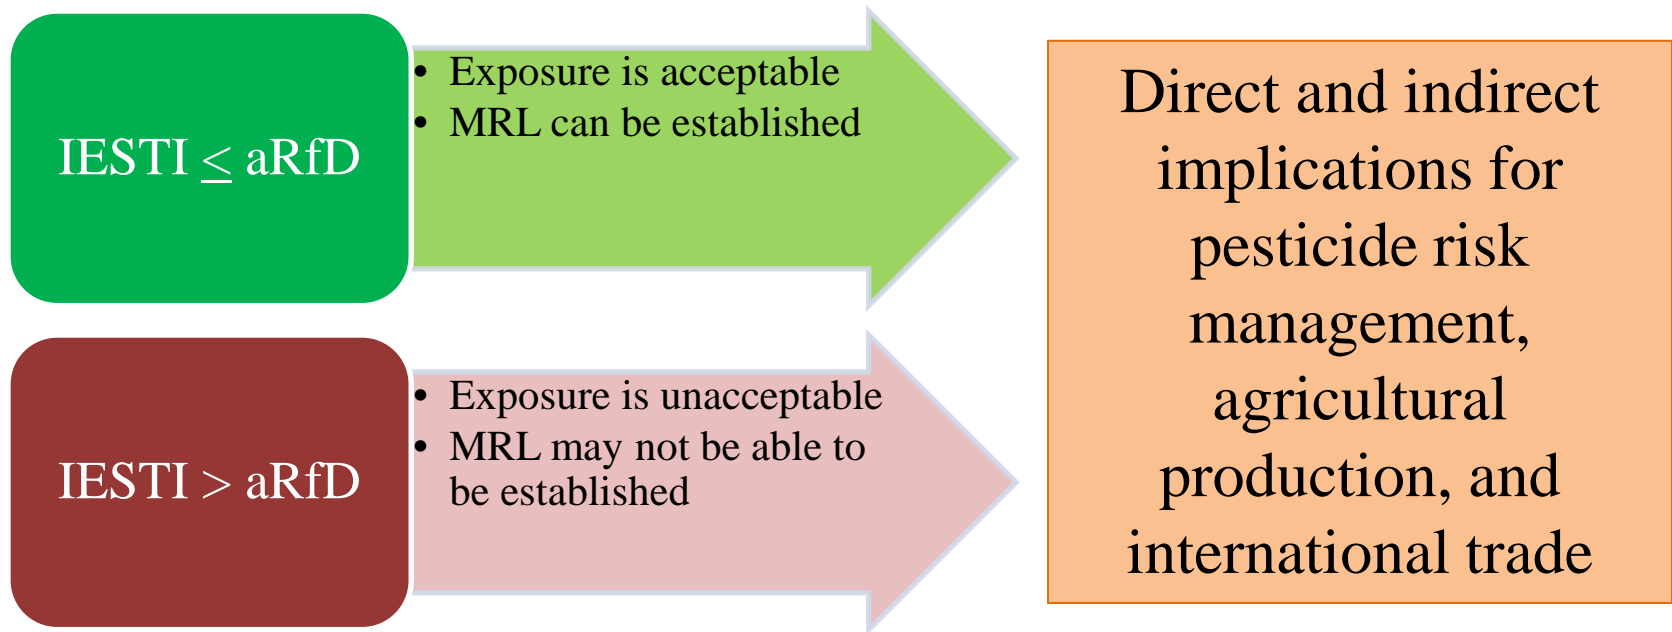 IESTI ≤ aRfD
• Exposure is acceptable
• MRL can be established
IESTI > aRfD
• Exposure is unacceptable
• MRL may not be able to
be established
Direct and indirect
implications for
pesticide risk
management,
agricultural
production, and
international trade